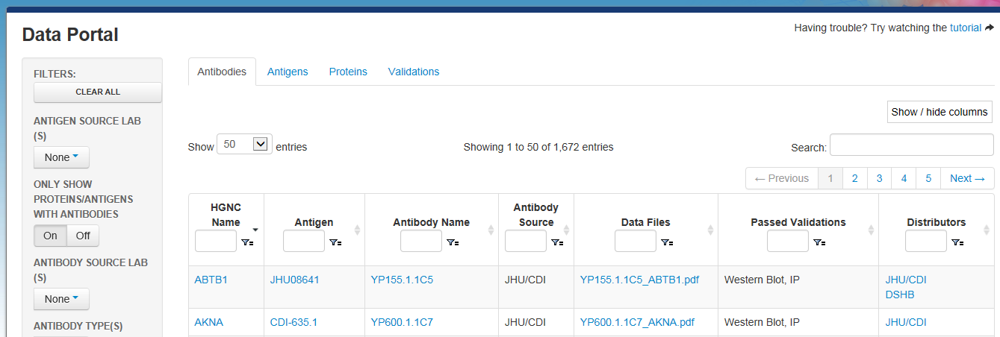 Data Portal
Having trouble? Try watching the tutorial
FILTERS:
CLEAR ALL
ANTIGEN SOURCE LAB
(S)
None
ONLY SHOW
PROTEINS/ANTIGENS
WITH ANTIBODIES
On Off
ANTIBODY SOURCE LAB
(S)
None
ANTIBODY TYPE(S)
Antibodies Antigens Proteins Validations
Show / hide columns
Show 50 entries
Showing 1 to 50 of 1,672 entries
Search:
← Previous 1 2 3 4 5 Next →
HGNC
Name
Antigen
Antibody Name
Antibody
Source
Data Files
Passed Validations
Distributors
ABTB1 JHU08641 YP155.1.1C5 JHU/CDI YP155.1.1C5_ABTB1.pdf Western Blot, IP JHU/CDI
DSHB
AKNA CDI-635.1 YP600.1.1C7 JHU/CDI YP600.1.1C7_AKNA.pdf Western Blot, IP JHU/CDI